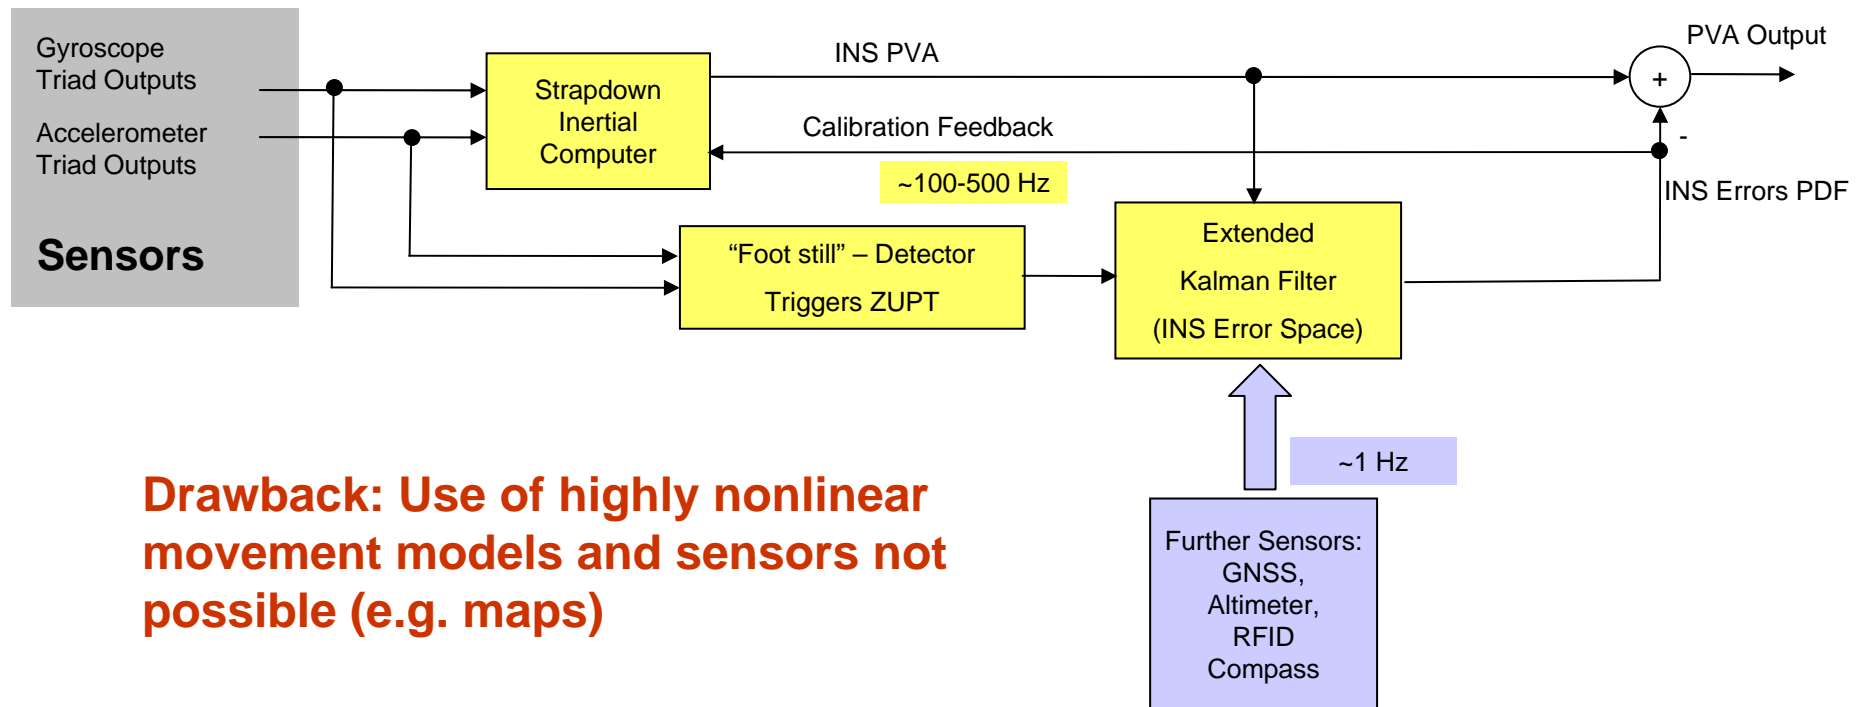 Gyroscope
Triad Outputs
Accelerometer
Triad Outputs
Sensors
Strapdown
Inertial
Computer
INS PVA
Calibration Feedback
~100-500 Hz
PVA Output
+
-
INS Errors PDF
“Foot still” – Detector
Triggers ZUPT
Extended
Kalman Filter
(INS Error Space)
~1 Hz
Drawback: Use of highly nonlinear
movement models and sensors not
possible (e.g. maps)
Further Sensors:
GNSS,
Altimeter,
RFID
Compass